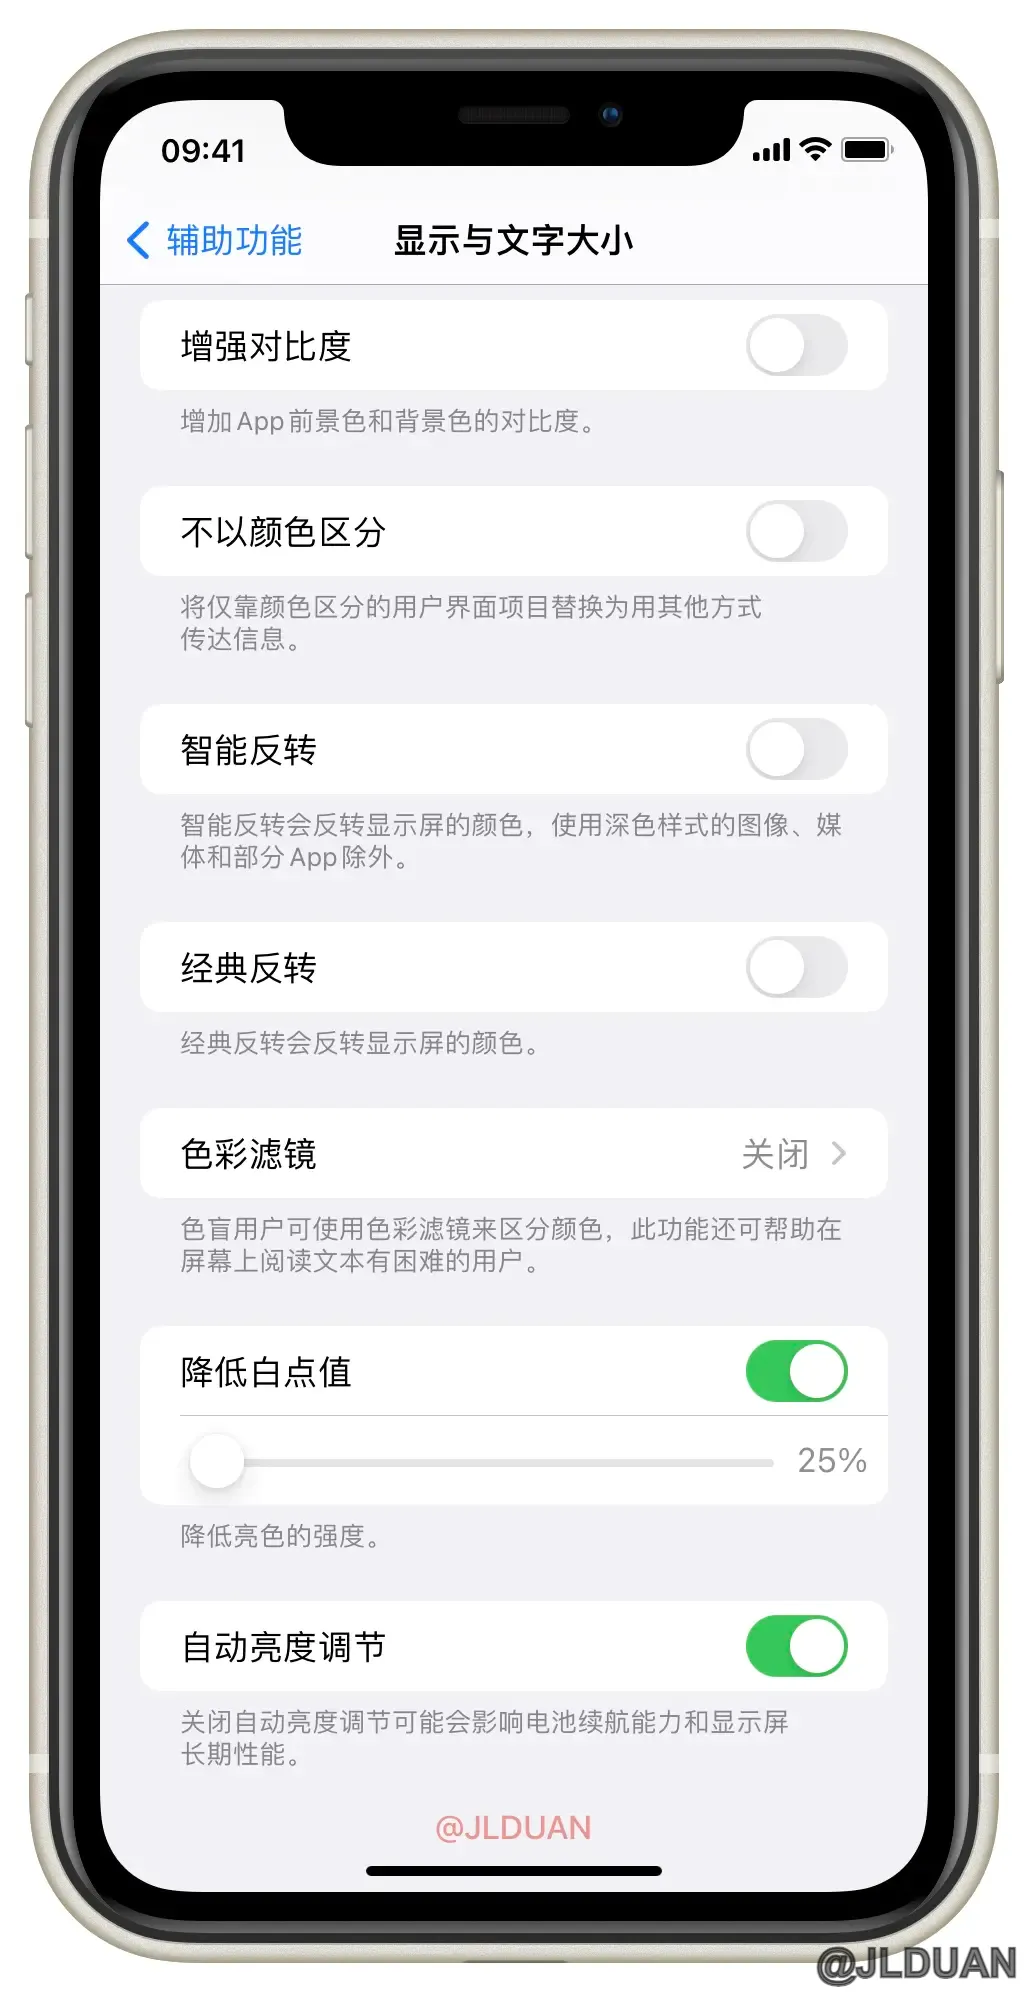 09:41
辅助功能
显示与文字大小
增强对比度
增加App前景色和背景色的对比度。
不以颜色区分
将仅靠颜色区分的用户界面项目替换为用其他方式
传达信息。
智能反转
智能反转会反转显示屏的颜色，使用深色样式的图像、媒
体和部分App除外。
经典反转
经典反转会反转显示屏的颜色。
色彩滤镜
关闭
色盲用户可使用色彩滤镜来区分颜色，此功能还可帮助在
屏幕上阅读文本有困难的用户。
降低白点值
25%
降低亮色的强度。
自动亮度调节
关闭自动亮度调节可能会影响电池续航能力和显示屏
长期性能。
@JLDUAN
@JLDUAN